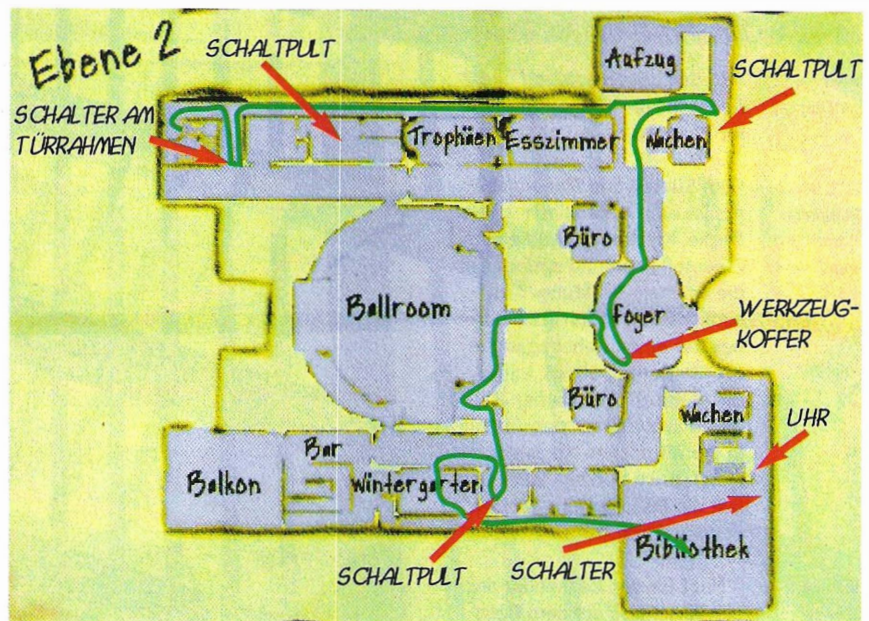 Ebene 2
SCHALTPULT
Aufzug
SCHALTPULT
SCHALTER AM
TÜRRAHMEN
Trophäen
Esszimmer
Wachen
Büro
Ballroom
Foyer
WERKZEUG-
KOFFER
Büro
Wachen
UHR
Bar
Balkon
Wintergarten
Bibliothek
SCHALTPULT
SCHALTER